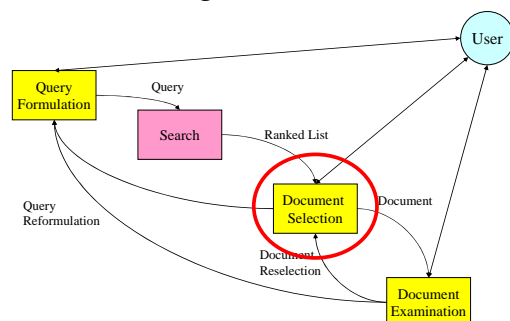 User
Query
Formulation
Query
Search
Ranked List
Document
Selection
Document
Query
Reformulation
Document
Reselection
Document
Examination